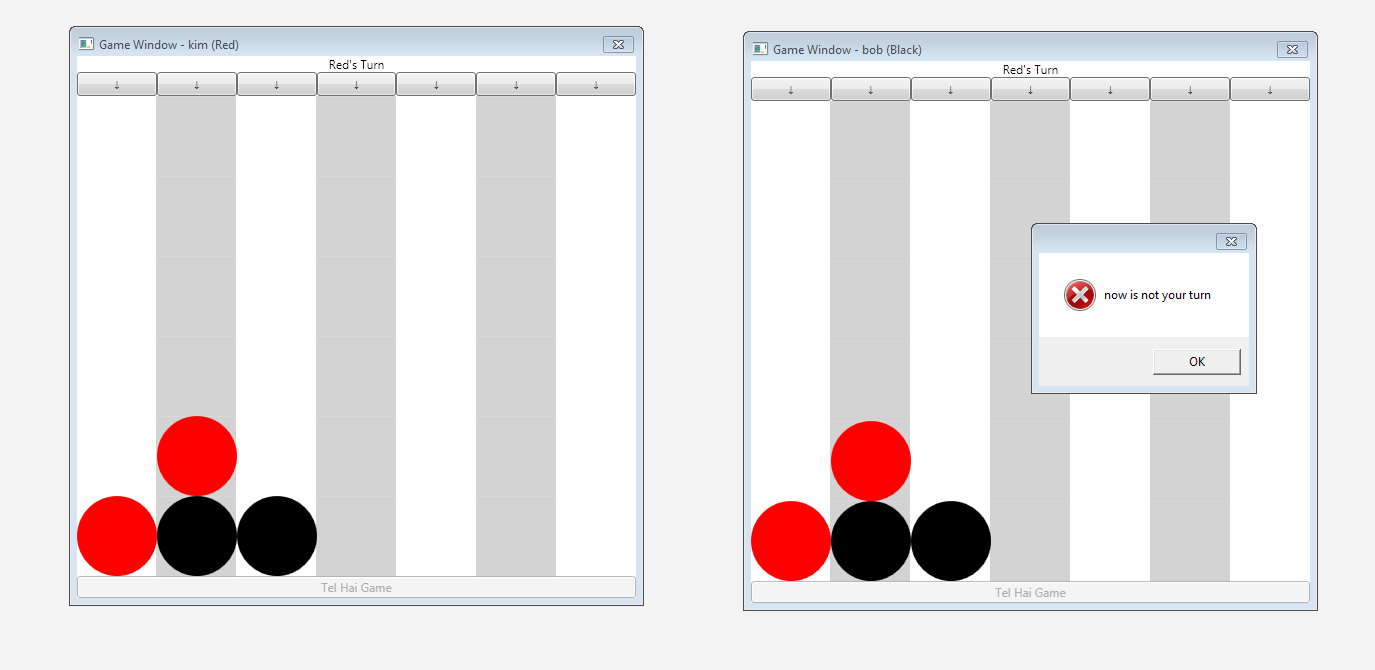 Game Window - kim (Red)
Red's Turn
↓ ↓ ↓ ↓ ↓ ↓ ↓
Tel Hai Game
Game Window - bob (Black)
Red's Turn
↓ ↓ ↓ ↓ ↓ ↓ ↓
now is not your turn
OK
Tel Hai Game